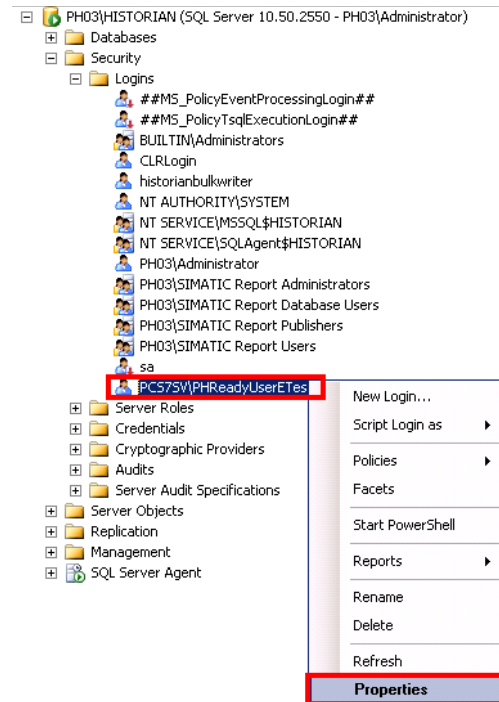 PH03\HISTORIAN (SQL Server 10.50.2550 - PH03\Administrator)
Databases
Security
Logins
##MS_PolicyEventProcessingLogin##
##MS_PolicyTsqlExecutionLogin##
BUILTIN\Administrators
CLRLogin
historianbulkwriter
NT AUTHORITY\SYSTEM
NT SERVICE\MSSQL$HISTORIAN
NT SERVICE\SQLAgent$HISTORIAN
PH03\Administrator
PH03\SIMATIC Report Administrators
PH03\SIMATIC Report Database Users
PH03\SIMATIC Report Publishers
PH03\SIMATIC Report Users
sa
PCS7SV\PHReadyUserETes
Server Roles
Credentials
Cryptographic Providers
Audits
Server Audit Specifications
Server Objects
Replication
Management
SQL Server Agent
New Login...
Script Login as
Policies
Facets
Start PowerShell
Reports
Rename
Delete
Refresh
Properties